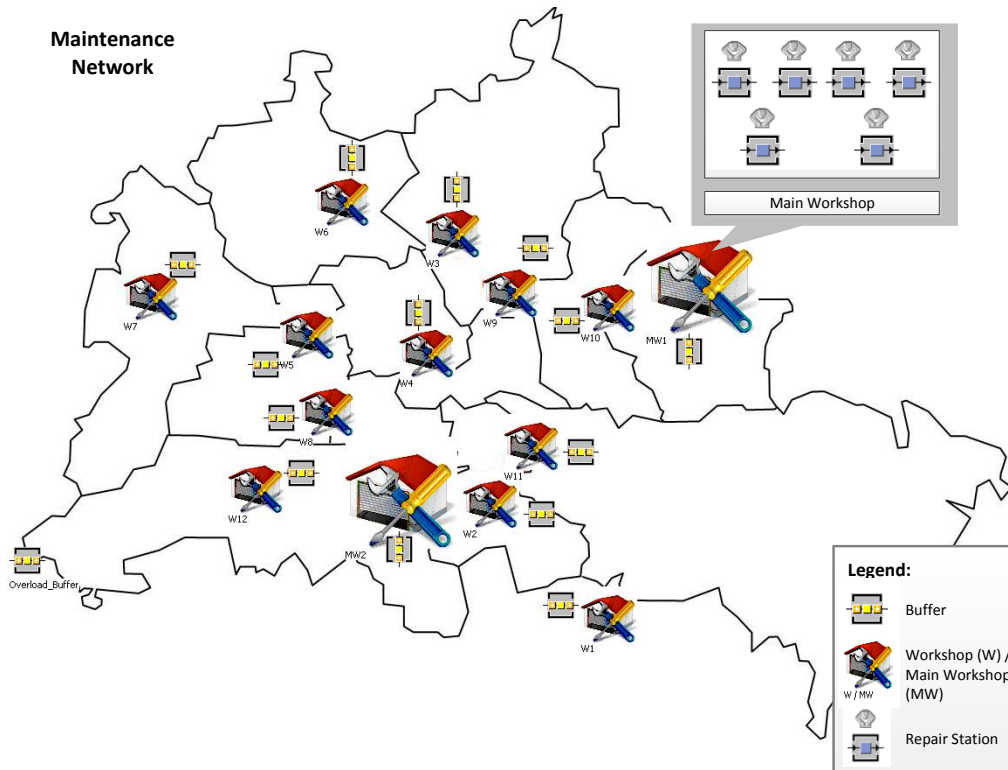 Maintenance
Network
Main Workshop
W6
W3
W7
W9
W10
MW1
W5
W4
W8
W11
W12
W2
MW2
Overload_Buffer
W1
Legend:
Buffer
Workshop (W) /
Main Workshop
(MW)
W / MW
Repair Station